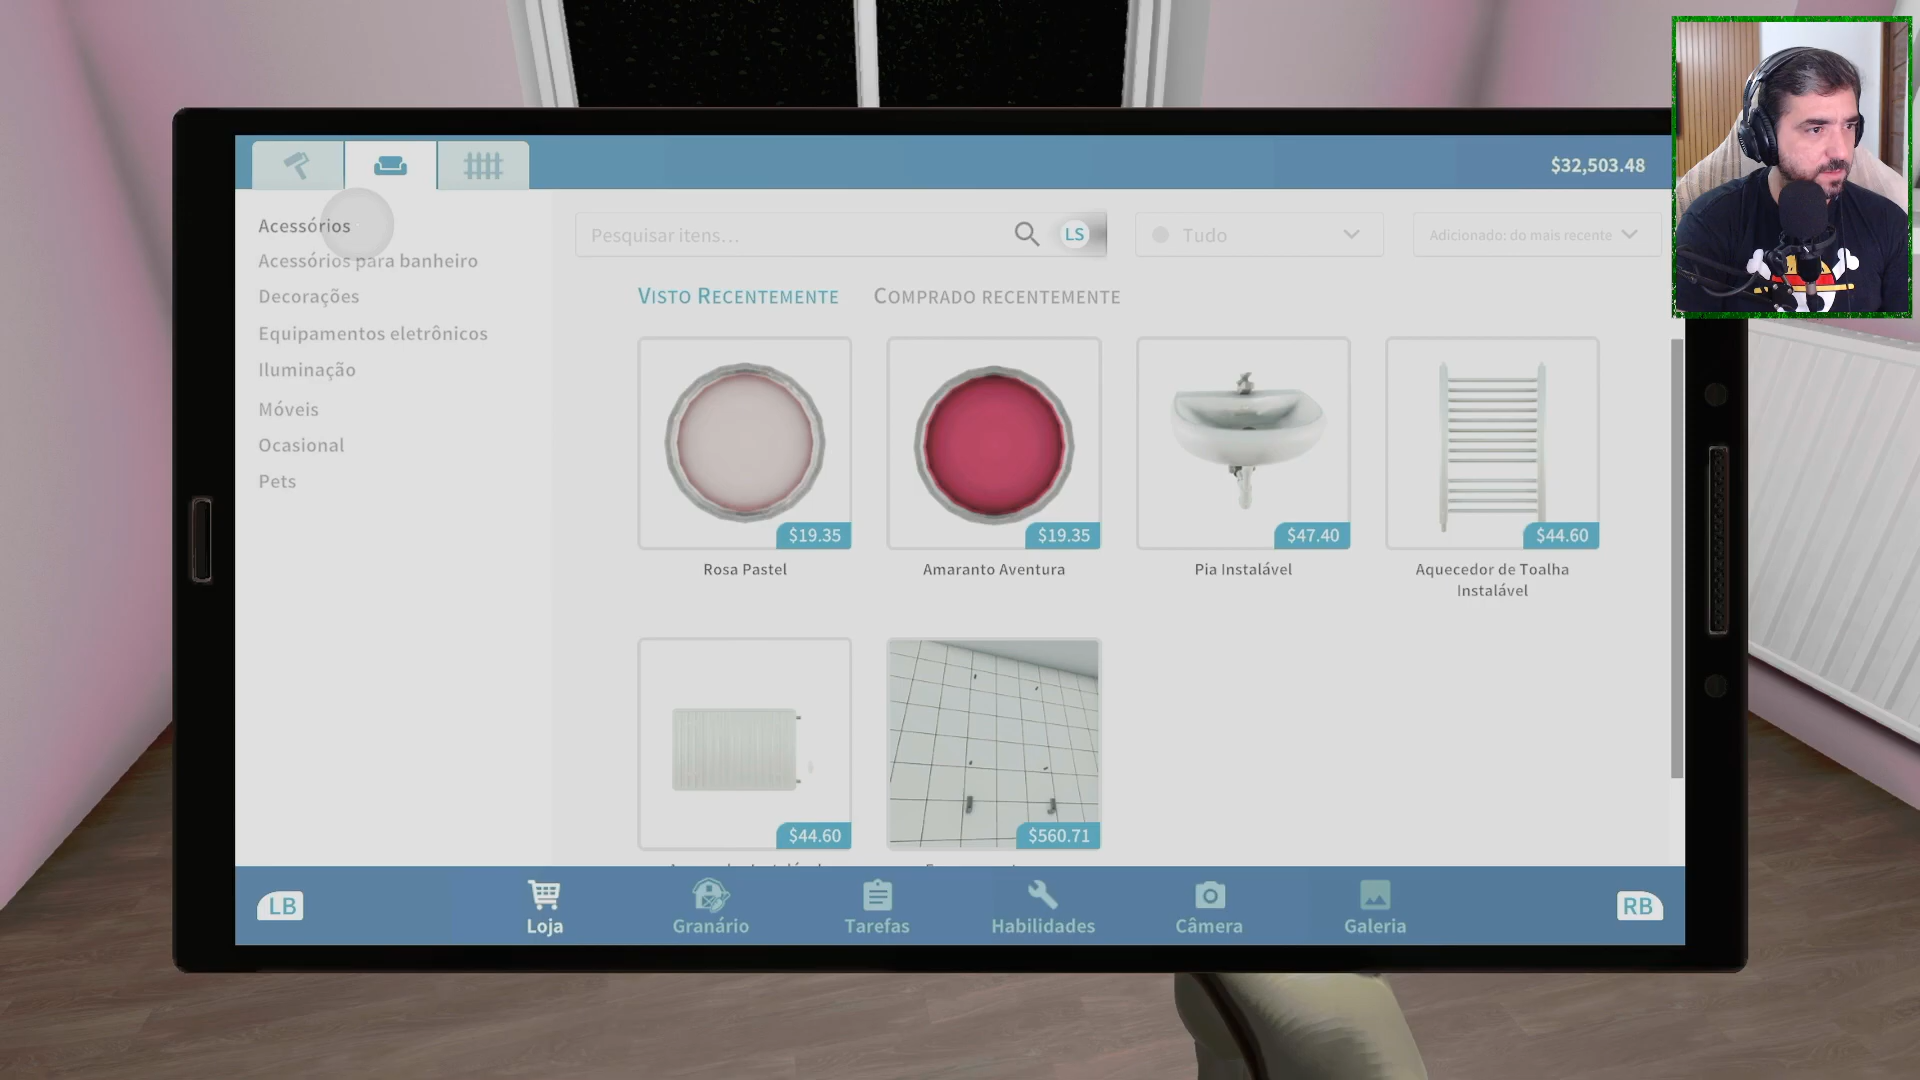 $32,503.48
Acessórios
Acessórios para banheiro
Decorações
Equipamentos eletrônicos
Iluminação
Móveis
Ocasional
Pets
Pesquisar itens...
LS
Tudo
Adicionado: do mais recente
Visto Recentemente
Comprado recentemente
$19.35
Rosa Pastel
$19.35
Amaranto Aventura
$47.40
Pia Instalável
$44.60
Aquecedor de Toalha
Instalável
$44.60
$560.71
LB
Loja
Granário
Tarefas
Habilidades
Câmera
Galeria
RB